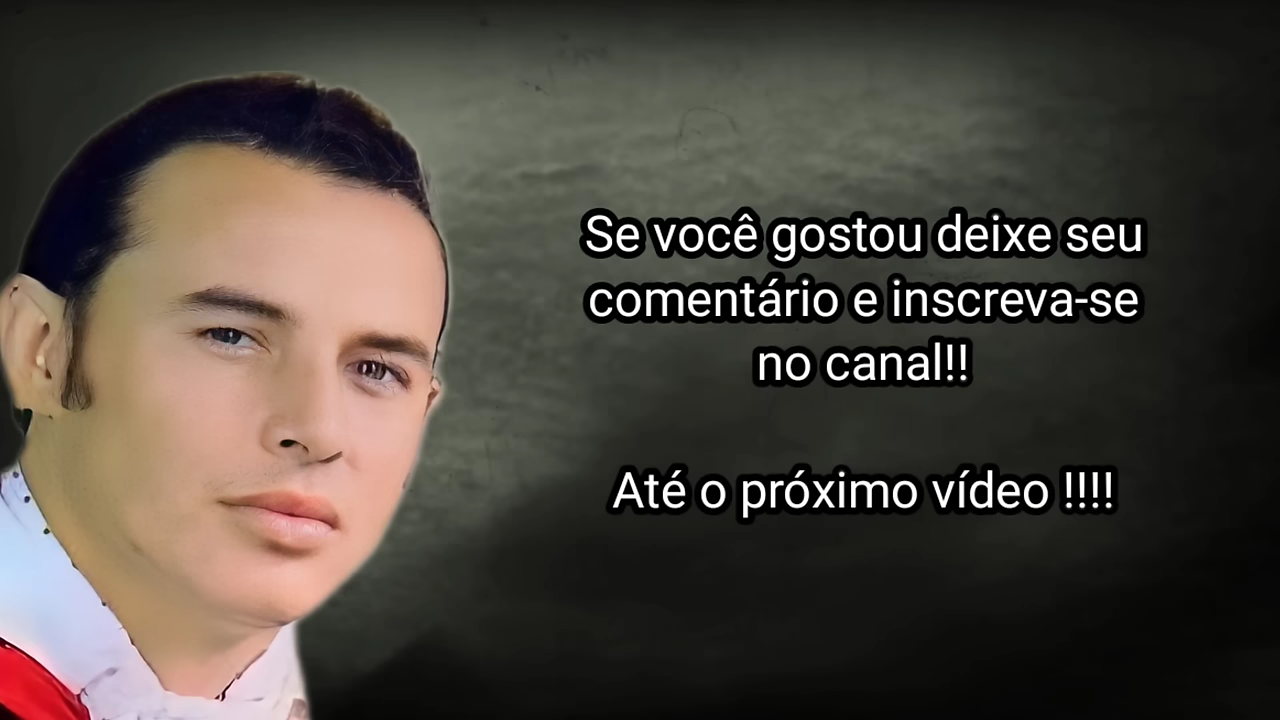 Se você gostou deixe seu
comentário e inscreva-se
no canal!!
Até o próximo vídeo !!!!